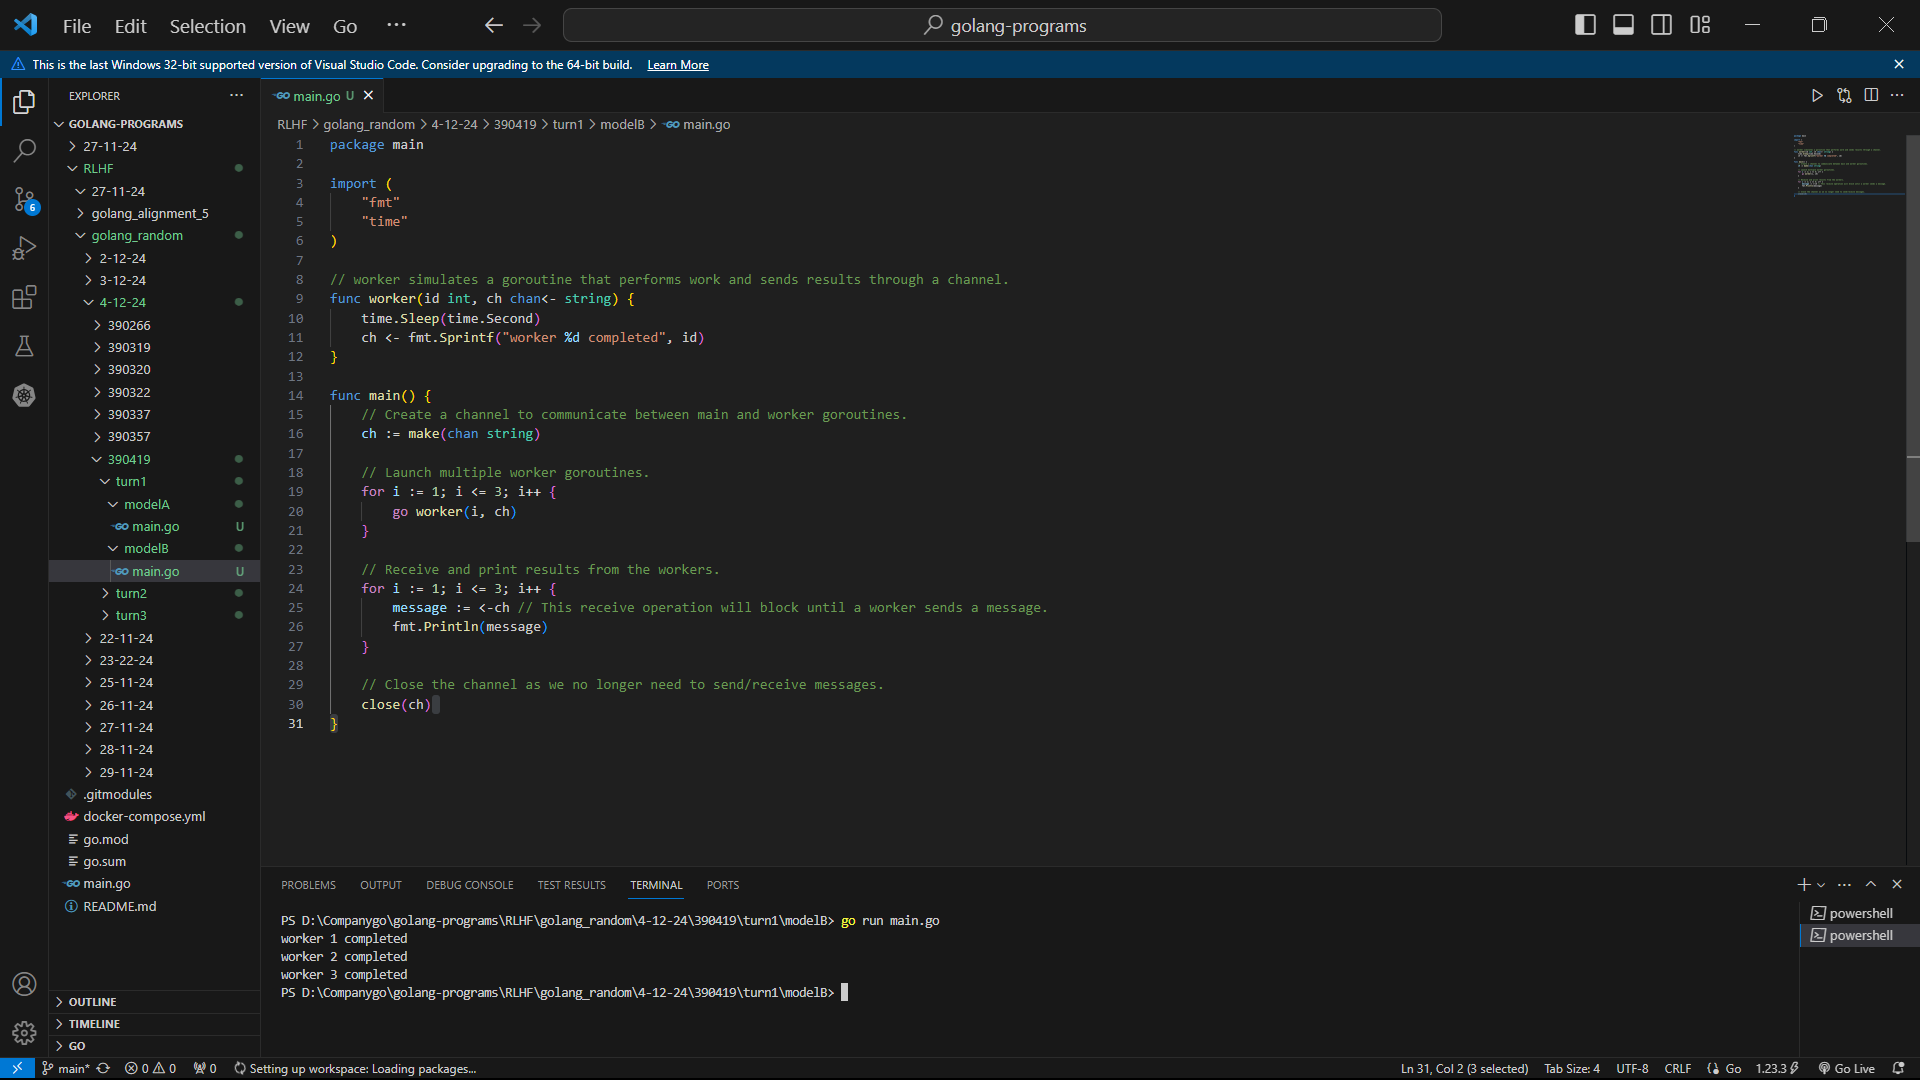 File Edit Selection View Go ··· golang-programs
This is the last Windows 32-bit supported version of Visual Studio Code. Consider upgrading to the 64-bit build. Learn More
EXPLORER ···
GOLANG-PROGRAMS
27-11-24
RLHF
27-11-24
golang_alignment_5
golang_random
2-12-24
3-12-24
4-12-24
390266
390319
390320
390322
390337
390357
390419
turn1
modelA
main.go U
modelB
main.go U
turn2
turn3
22-11-24
23-22-24
25-11-24
26-11-24
27-11-24
28-11-24
29-11-24
.gitmodules
docker-compose.yml
go.mod
go.sum
main.go
README.md
OUTLINE
TIMELINE
GO
6
main.go U
RLHF > golang_random > 4-12-24 > 390419 > turn1 > modelB > main.go
1 package main
2
3 import (
4 "fmt"
5 "time"
6 )
7
8 // worker simulates a goroutine that performs work and sends results through a channel.
9 func worker(id int, ch chan<- string) {
10 time.Sleep(time.Second)
11 ch <- fmt.Sprintf("worker %d completed", id)
12 }
13
14 func main() {
15 // Create a channel to communicate between main and worker goroutines.
16 ch := make(chan string)
17
18 // Launch multiple worker goroutines.
19 for i := 1; i <= 3; i++ {
20 go worker(i, ch)
21 }
22
23 // Receive and print results from the workers.
24 for i := 1; i <= 3; i++ {
25 message := <-ch // This receive operation will block until a worker sends a message.
26 fmt.Println(message)
27 }
28
29 // Close the channel as we no longer need to send/receive messages.
30 close(ch)
31 }
PROBLEMS OUTPUT DEBUG CONSOLE TEST RESULTS TERMINAL PORTS
PS D:\Companygo\golang-programs\RLHF\golang_random\4-12-24\390419\turn1\modelB> go run main.go
worker 1 completed
worker 2 completed
worker 3 completed
PS D:\Companygo\golang-programs\RLHF\golang_random\4-12-24\390419\turn1\modelB>
powershell
powershell
main* 0 0 0 Setting up workspace: Loading packages... Ln 31, Col 2 (3 selected) Tab Size: 4 UTF-8 CRLF Go 1.23.3 Go Live